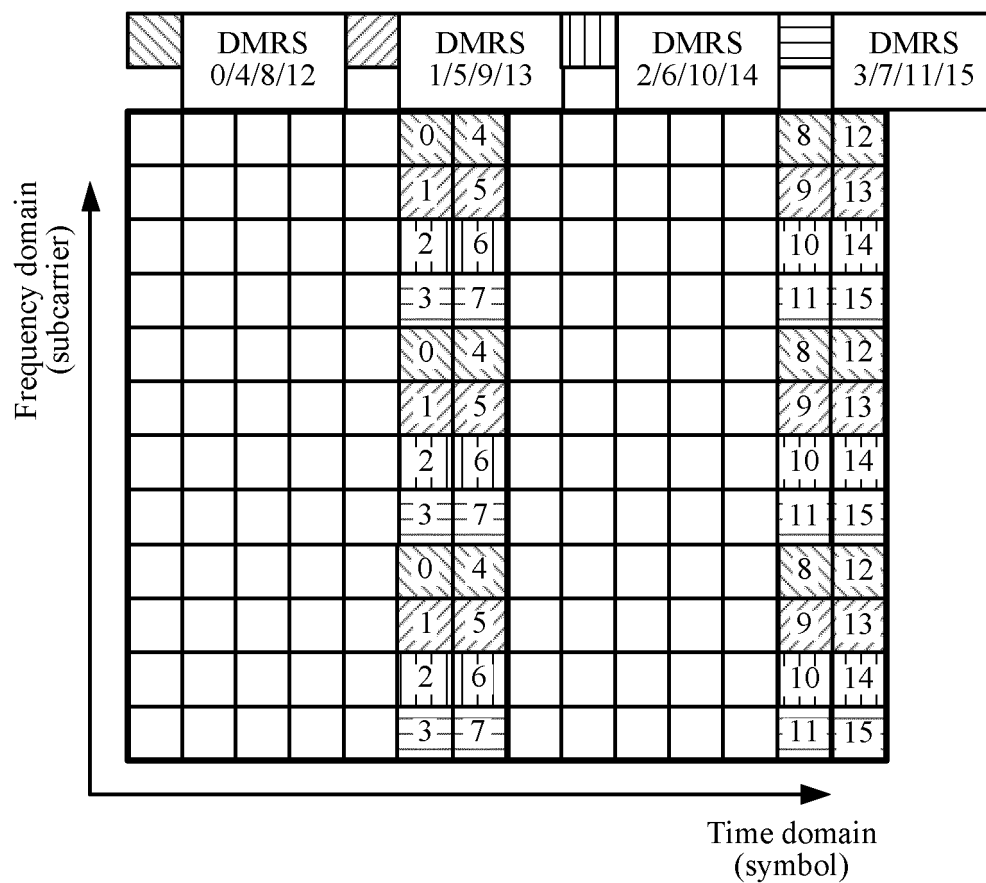 DMRS
0/4/8/12
DMRS
1/5/9/13
DMRS
2/6/10/14
DMRS
3/7/11/15
0 4 8 12
1 5 9 13
2 6 10 14
3 7 11 15
0 4 8 12
1 5 9 13
2 6 10 14
3 7 11 15
0 4 8 12
1 5 9 13
2 6 10 14
3 7 11 15
Frequency domain
(subcarrier)
Time domain
(symbol)